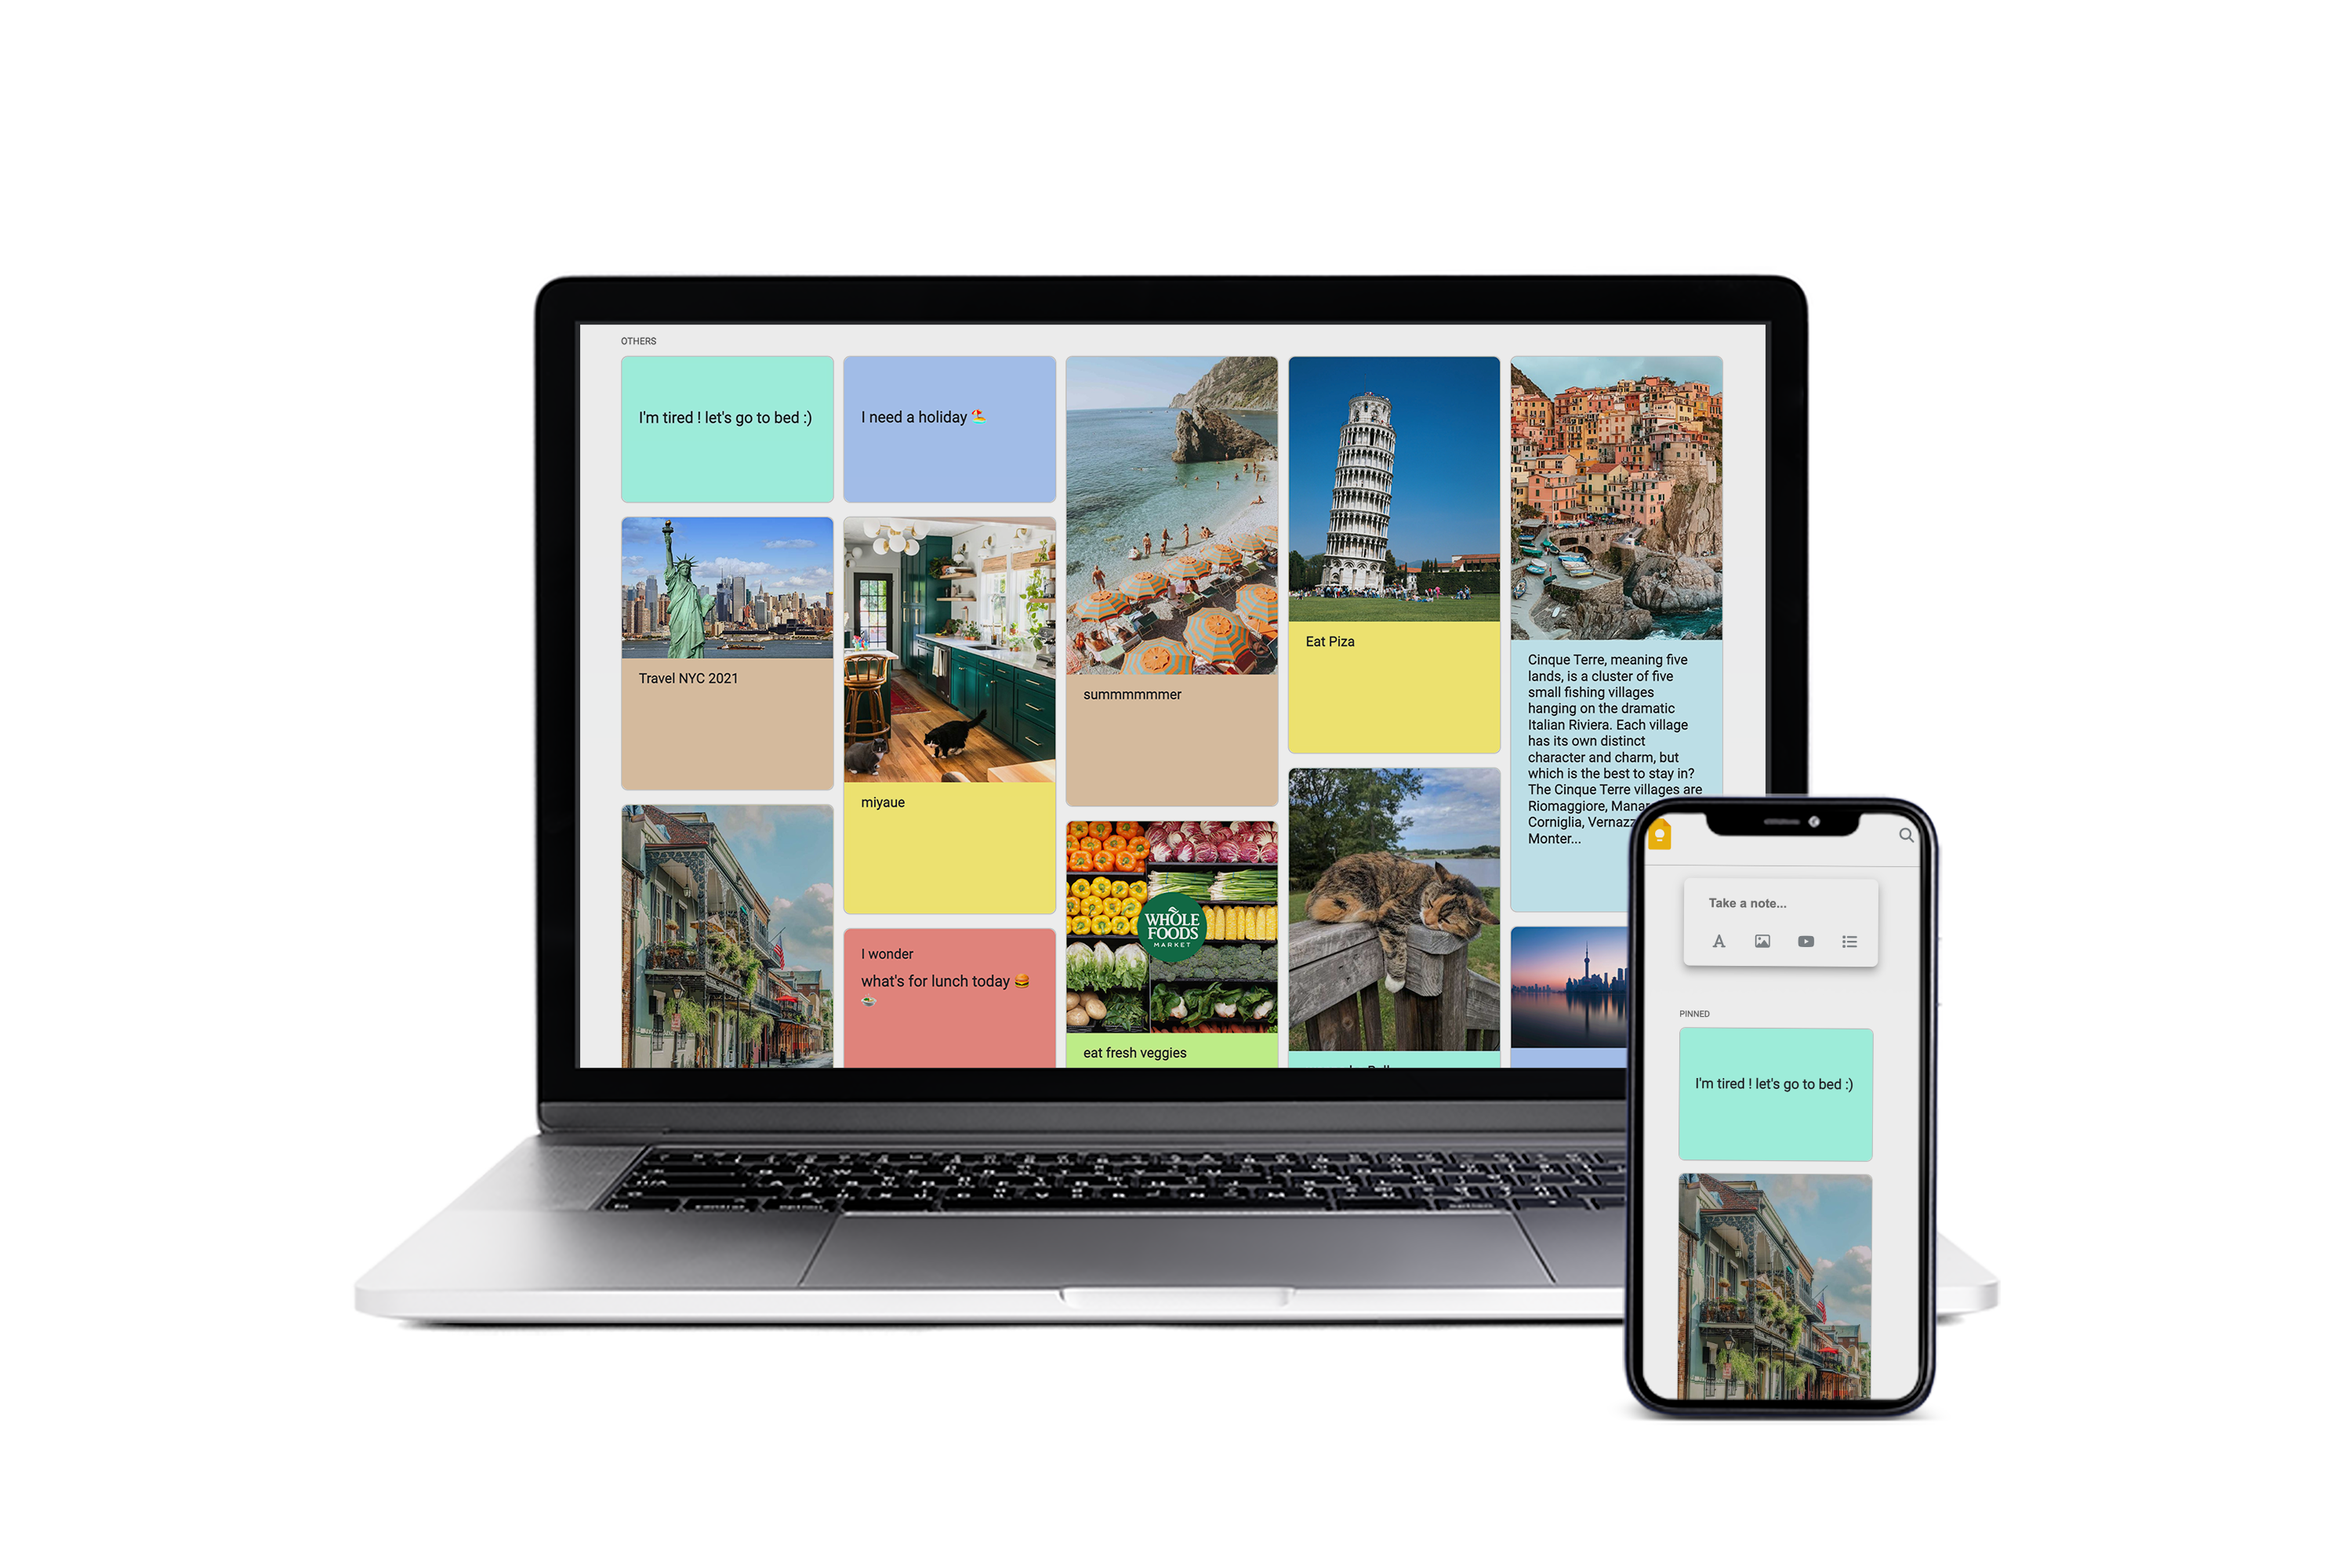 OTHERS
I'm tired ! let's go to bed :)
I need a holiday 🏖️
Travel NYC 2021
miyaue
I wonder
what's for lunch today 🍔
🍜
summmmmmer
WHOLE
FOODS
MARKET
eat fresh veggies
Eat Piza
Cinque Terre, meaning five
lands, is a cluster of five
small fishing villages
hanging on the dramatic
Italian Riviera. Each village
has its own distinct
character and charm, but
which is the best to stay in?
The Cinque Terre villages are
Riomaggiore,
Corniglia,
Monter...
Take a note...
PINNED
I'm tired ! let's go to bed :)